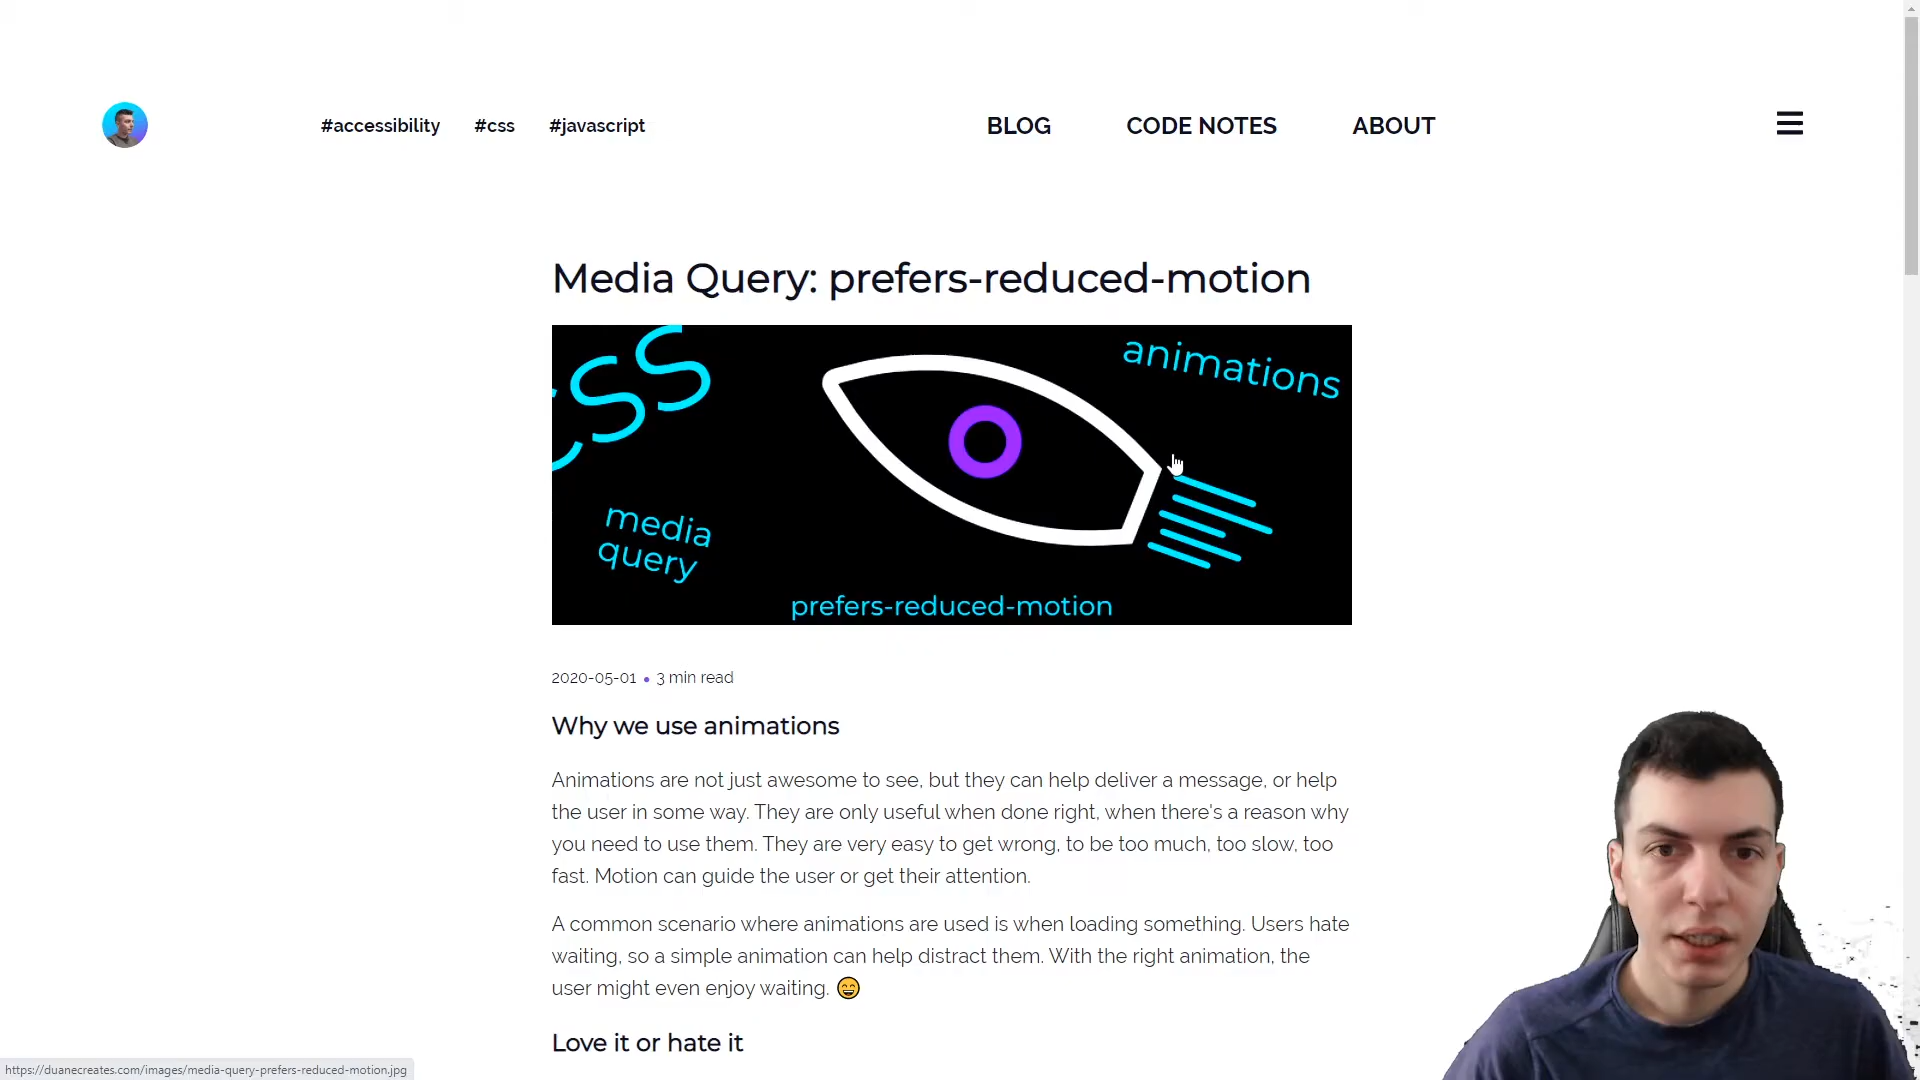 #accessibility #css #javascript BLOG CODE NOTES ABOUT
Media Query: prefers-reduced-motion
css
animations
media
query
prefers-reduced-motion
2020-05-01 • 3 min read
Why we use animations
Animations are not just awesome to see, but they can help deliver a message, or help
the user in some way. They are only useful when done right, when there's a reason why
you need to use them. They are very easy to get wrong, to be too much, too slow, too
fast. Motion can guide the user or get their attention.
A common scenario where animations are used is when loading something. Users hate
waiting, so a simple animation can help distract them. With the right animation, the
user might even enjoy waiting. 😄
Love it or hate it
https://duanecreates.com/images/media-query-prefers-reduced-motion.jpg